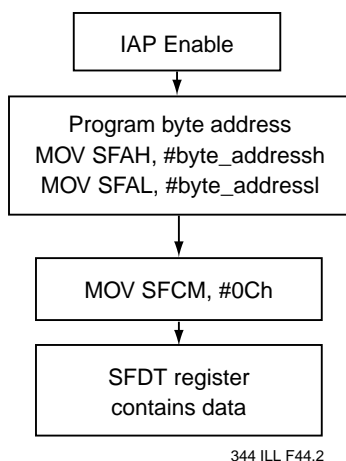 IAP Enable
Program byte address
MOV SFAH, #byte_addressh
MOV SFAL, #byte_addressl
MOV SFCM, #0Ch
SFDT register
contains data
344 ILL F44.2